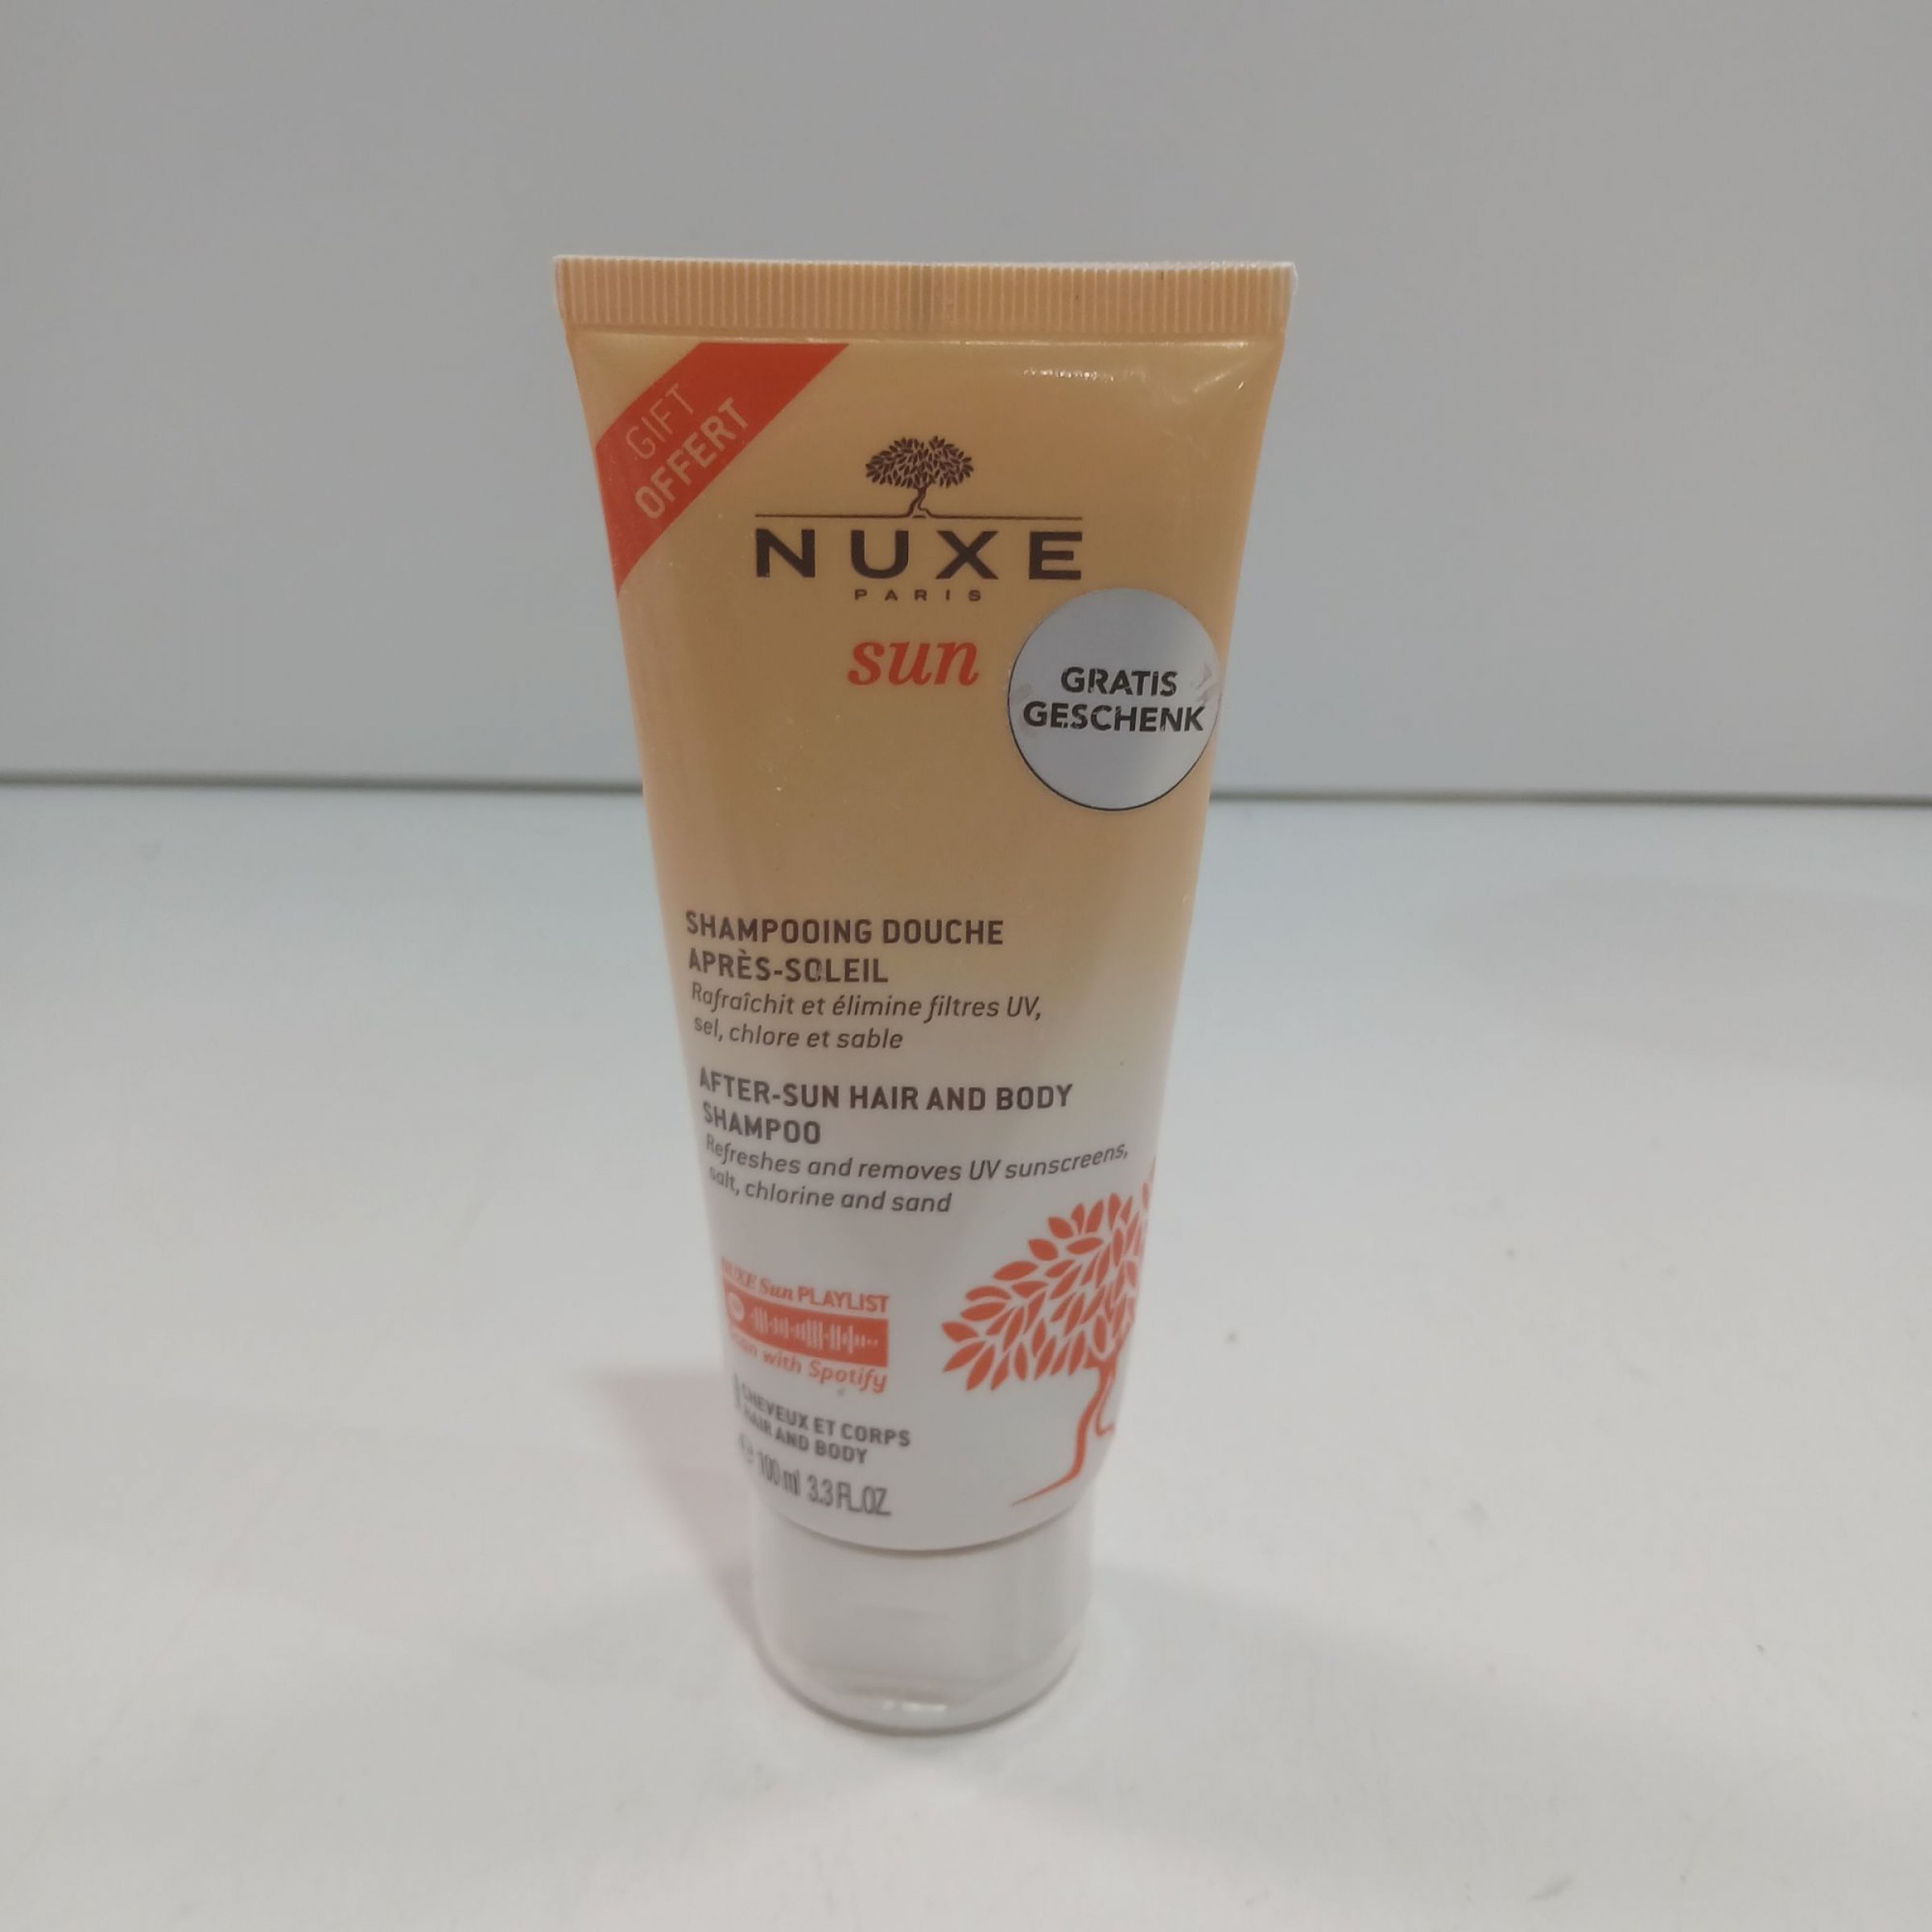 GIFT
OFFERT
NUXE
PARIS
sun
GRATIS
GESCHENK
SHAMPOOING DOUCHE
APRÈS-SOLEIL
Rafraîchit et élimine filtres UV,
sel, chlore et sable
AFTER-SUN HAIR AND BODY
SHAMPOO
Refreshes and removes UV sunscreens,
salt, chlorine and sand
NUXE Sun PLAYLIST
Scan with Spotify
CHEVEUX ET CORPS
HAIR AND BODY
e 100 ml 3.3 FL.OZ